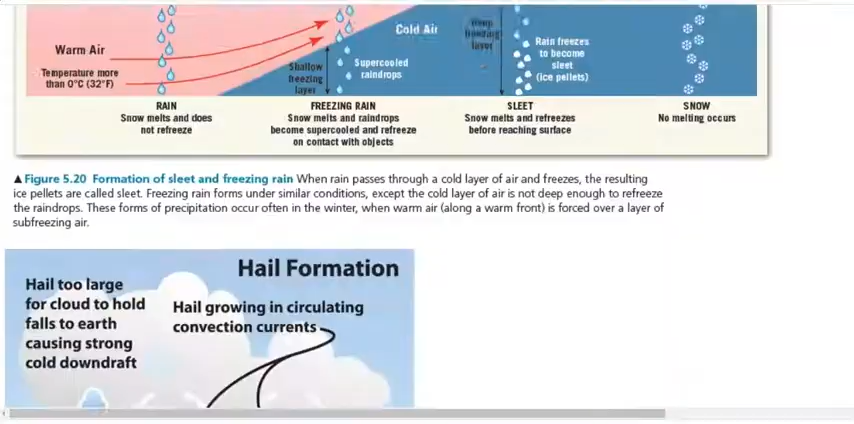 Warm Air
Temperature more
than 0°C (32°F)
Cold Air
Shallow
freezing
layer
Supercooled
raindrops
Deep
freezing
layer
Rain freezes
to become
sleet
(ice pellets)
RAIN
Snow melts and does
not refreeze
FREEZING RAIN
Snow melts and raindrops
become supercooled and refreeze
on contact with objects
SLEET
Snow melts and refreezes
before reaching surface
SNOW
No melting occurs
▲ Figure 5.20 Formation of sleet and freezing rain When rain passes through a cold layer of air and freezes, the resulting
ice pellets are called sleet. Freezing rain forms under similar conditions, except the cold layer of air is not deep enough to refreeze
the raindrops. These forms of precipitation occur often in the winter, when warm air (along a warm front) is forced over a layer of
subfreezing air.
Hail Formation
Hail too large
for cloud to hold
falls to earth
causing strong
cold downdraft
Hail growing in circulating
convection currents